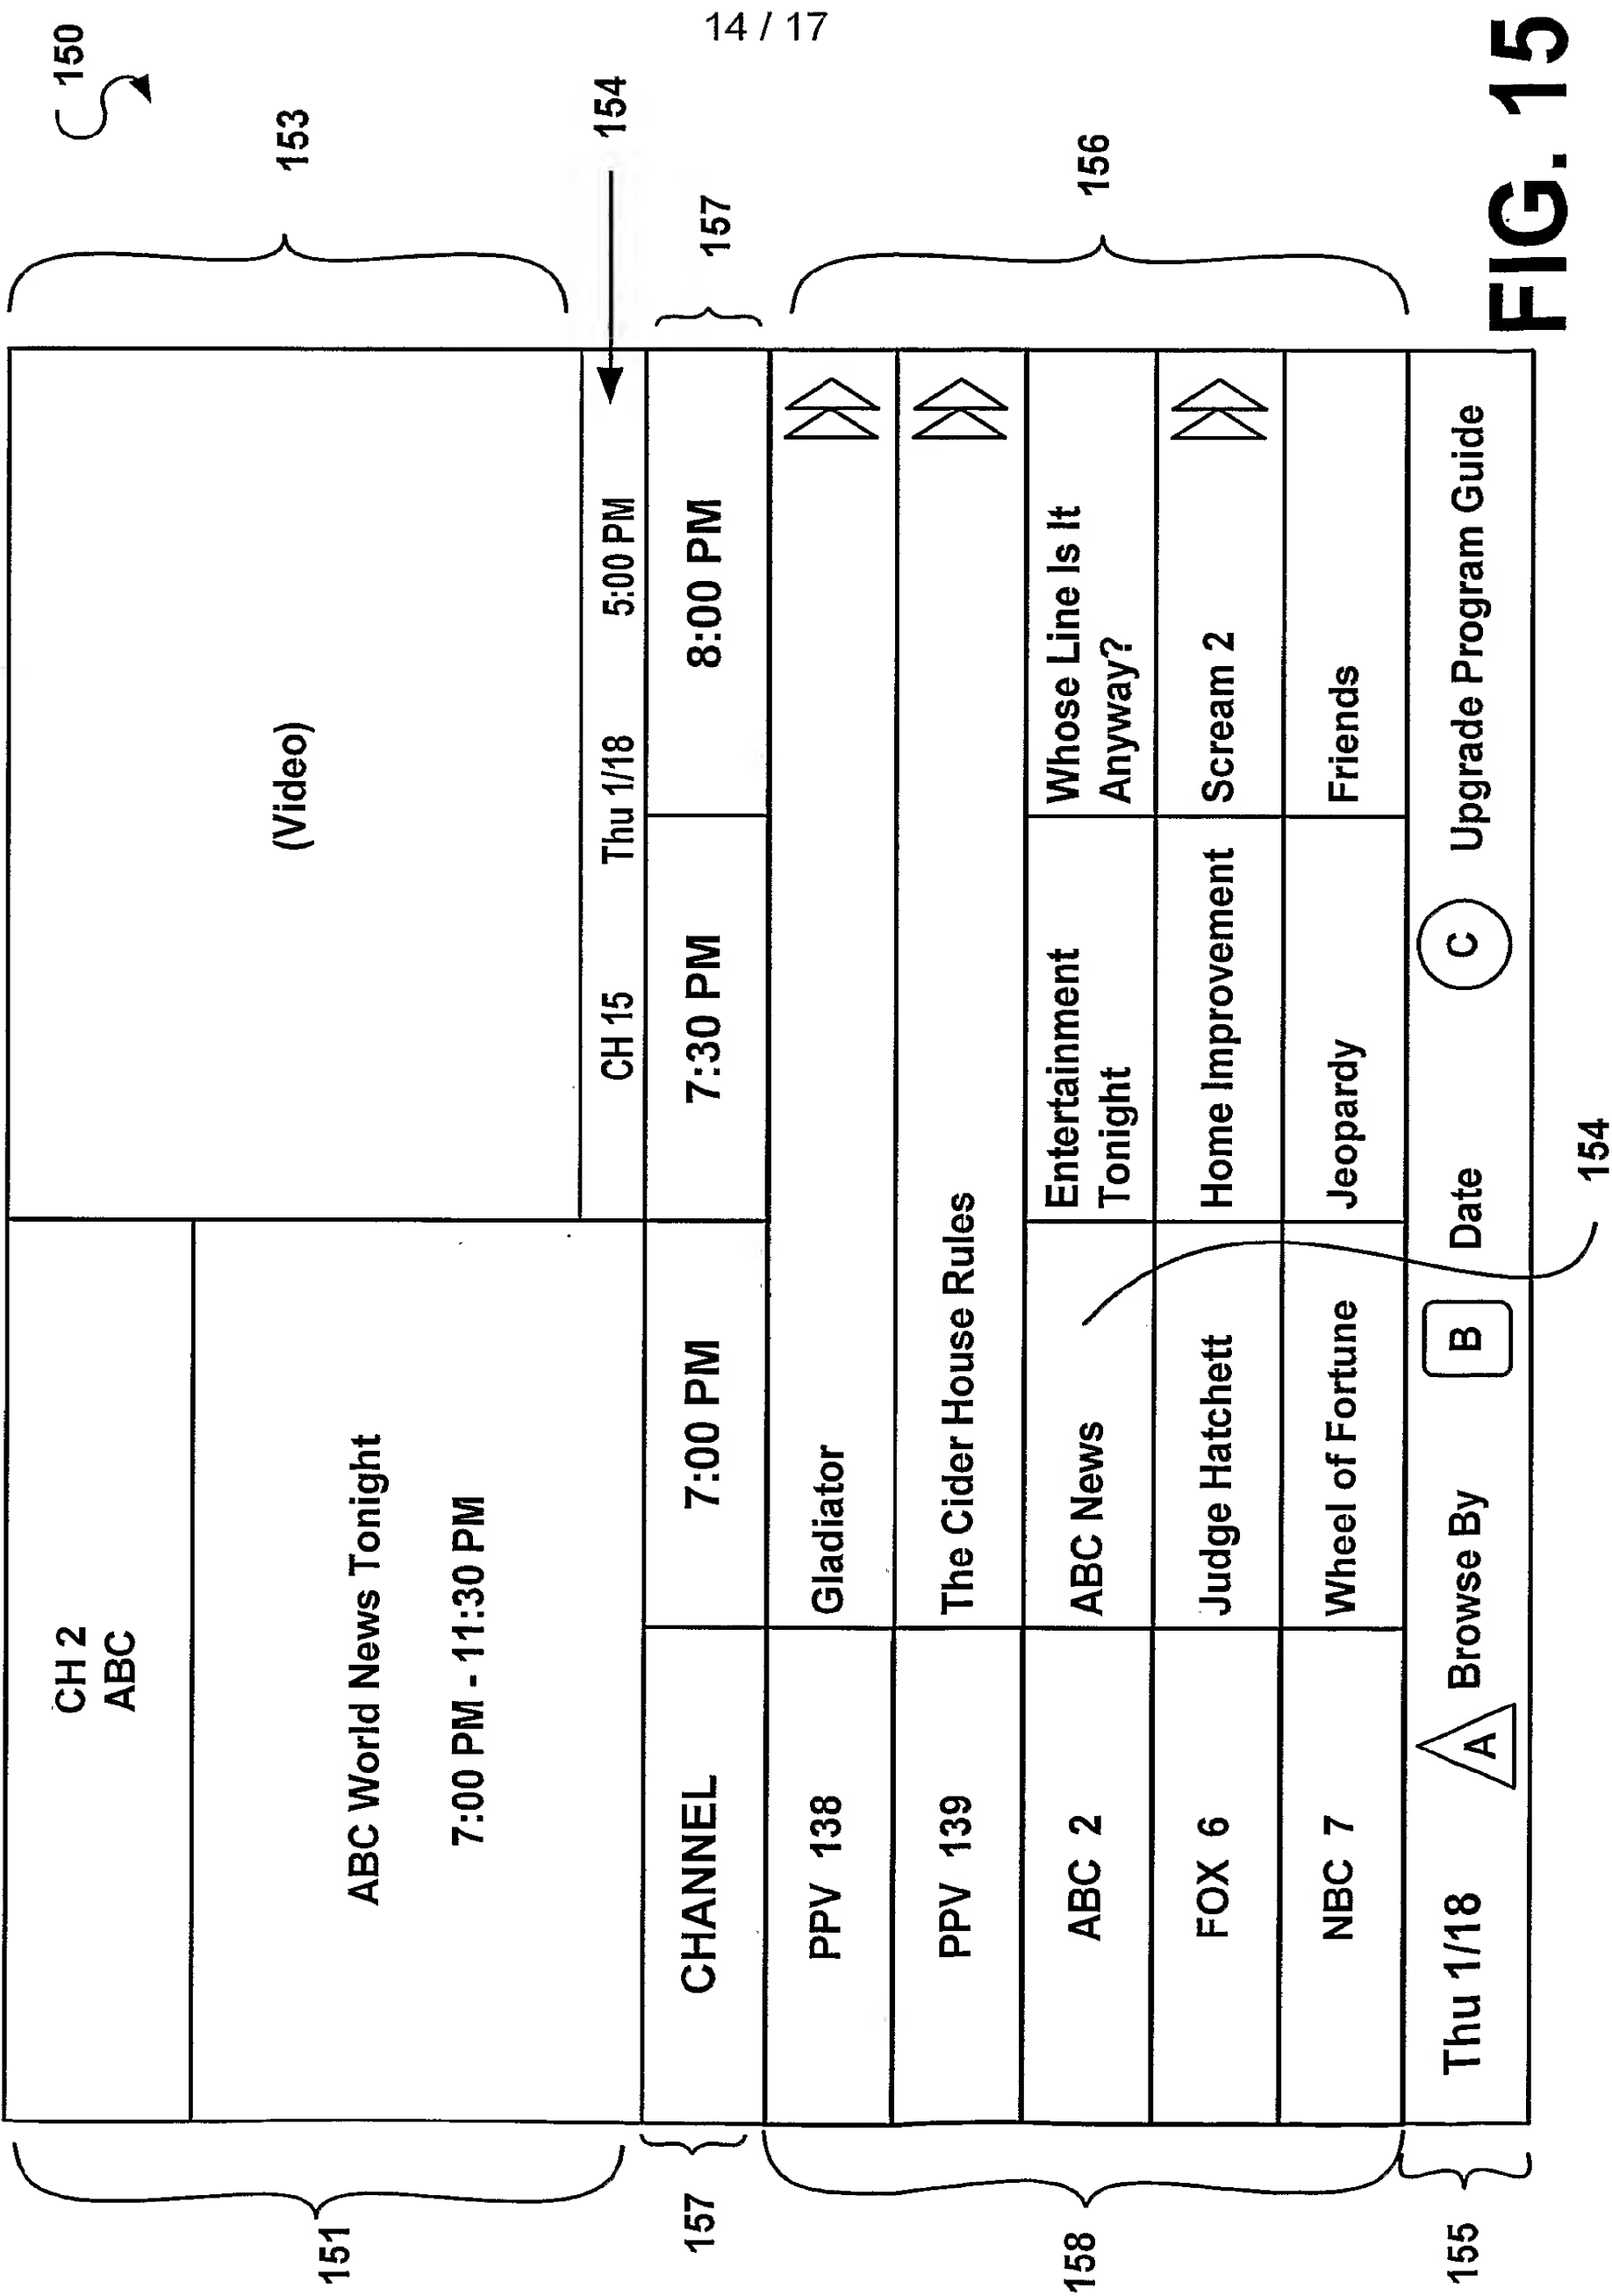 14 / 17
150
CH 2
ABC
ABC World News Tonight
7:00 PM - 11:30 PM
(Video)
CH 15 Thu 1/18 5:00 PM
151
153
154
157
CHANNEL 7:00 PM 7:30 PM 8:00 PM
157
PPV 138 Gladiator
PPV 139 The Cider House Rules
ABC 2 ABC News Entertainment Tonight Whose Line Is It Anyway?
FOX 6 Judge Hatchett Home Improvement Scream 2
NBC 7 Wheel of Fortune Jeopardy Friends
158
156
155
Thu 1/18 A Browse By B Date C Upgrade Program Guide
154
FIG. 15